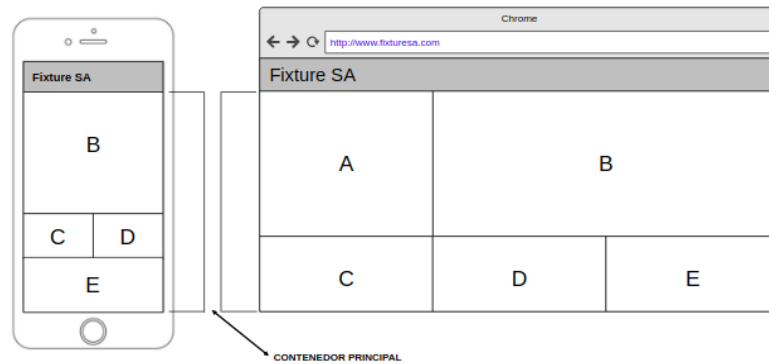 Chrome
http://www.fixturesa.com
Fixture SA
Fixture SA
B
A
B
C
D
E
C
D
E
CONTENEDOR PRINCIPAL